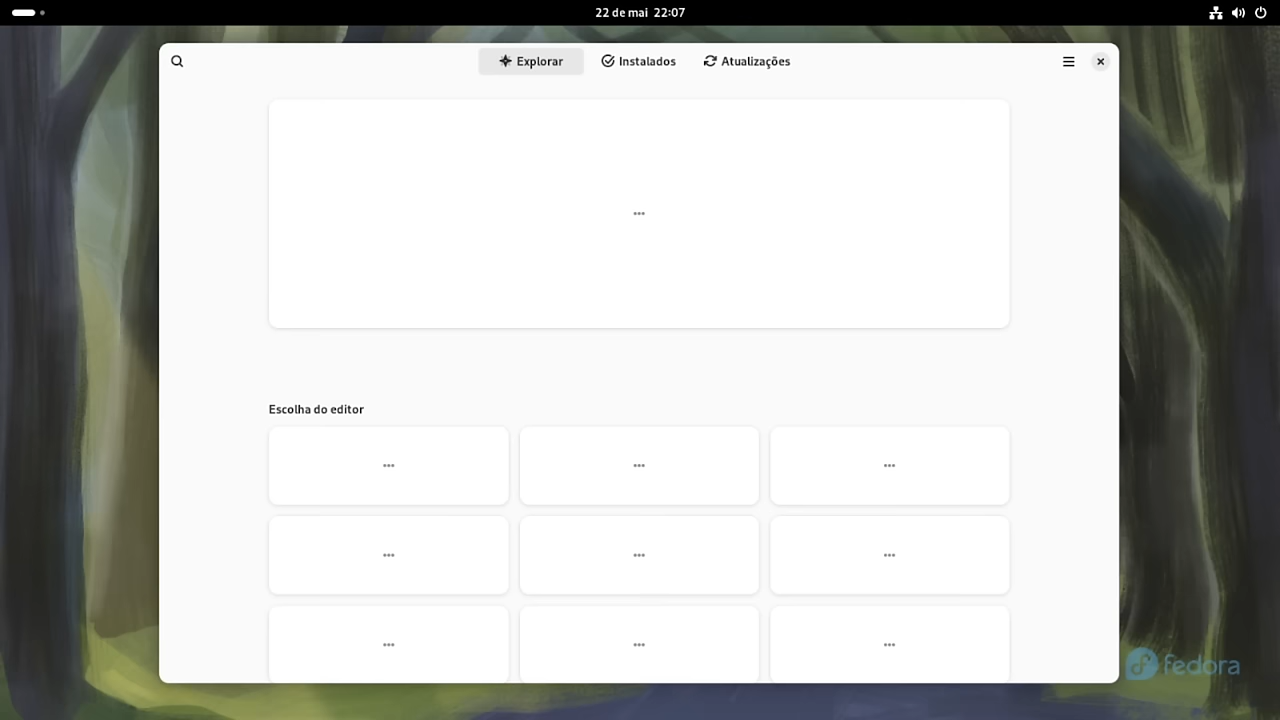 22 de mai 22:07
Explorar
Instalados
Atualizações
...
Escolha do editor
... ... ...
... ... ...
... ... ...
fedora